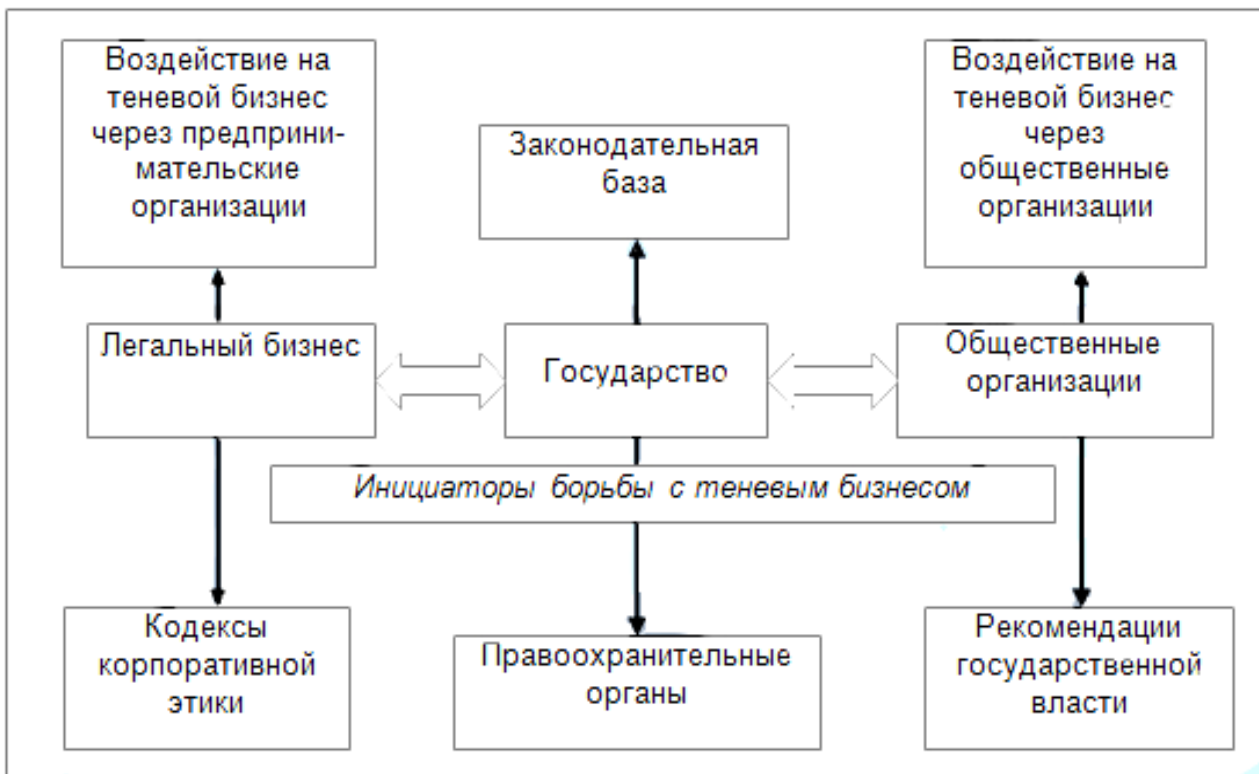 Воздействие на
теневой бизнес
через предприни-
мательские
организации
Законодательная
база
Воздействие на
теневой бизнес
через
общественные
организации
Легальный бизнес
Государство
Общественные
организации
Инициаторы борьбы с теневым бизнесом
Кодексы
корпоративной
этики
Правоохранительные
органы
Рекомендации
государственной
власти